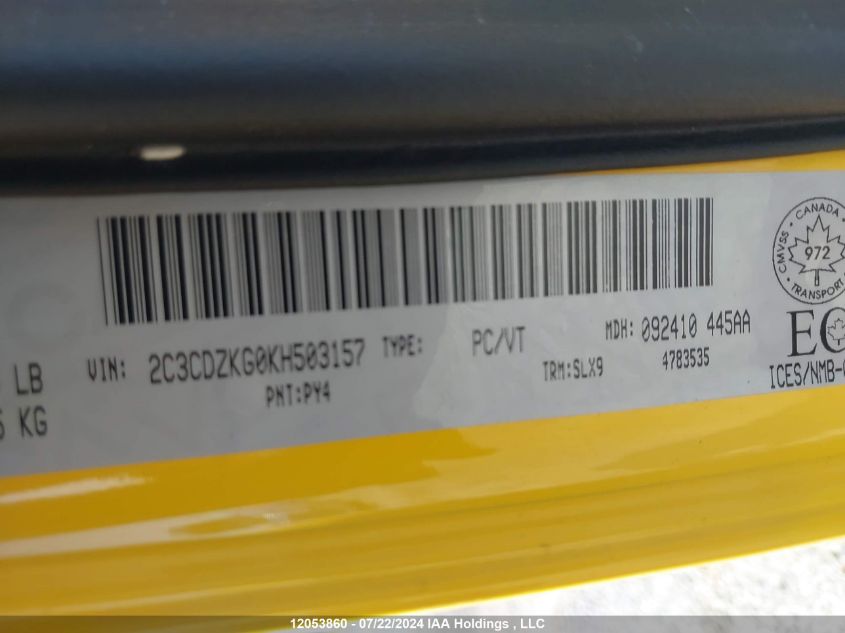 LB
KG
VIN: 2C3CDZKG0KH503157 TYPE: PC/VT MDH: 092410 445AA
PNT:PY4 TRM:SLX9 4783535
CANADA
CMVSS
972
TRANSPORT
ICES/NMB-
12053860 - 07/22/2024 IAA Holdings , LLC